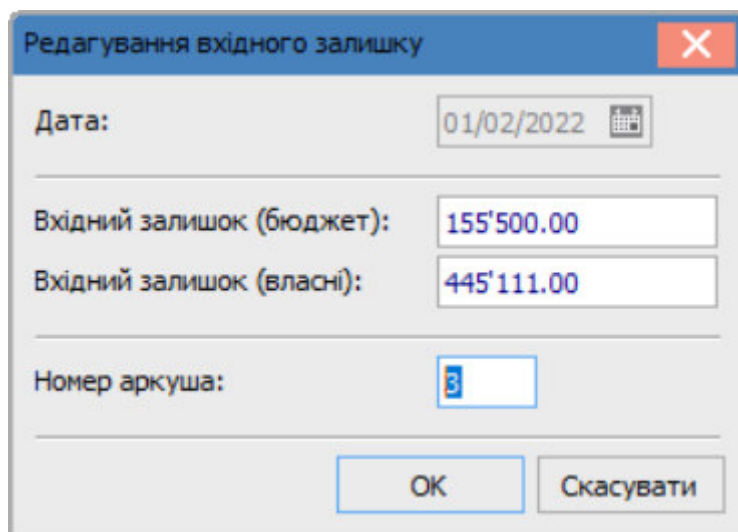 Редагування вхідного залишку
Дата: 01/02/2022
Вхідний залишок (бюджет): 155'500.00
Вхідний залишок (власні): 445'111.00
Номер аркуша: 3
ОК Скасувати